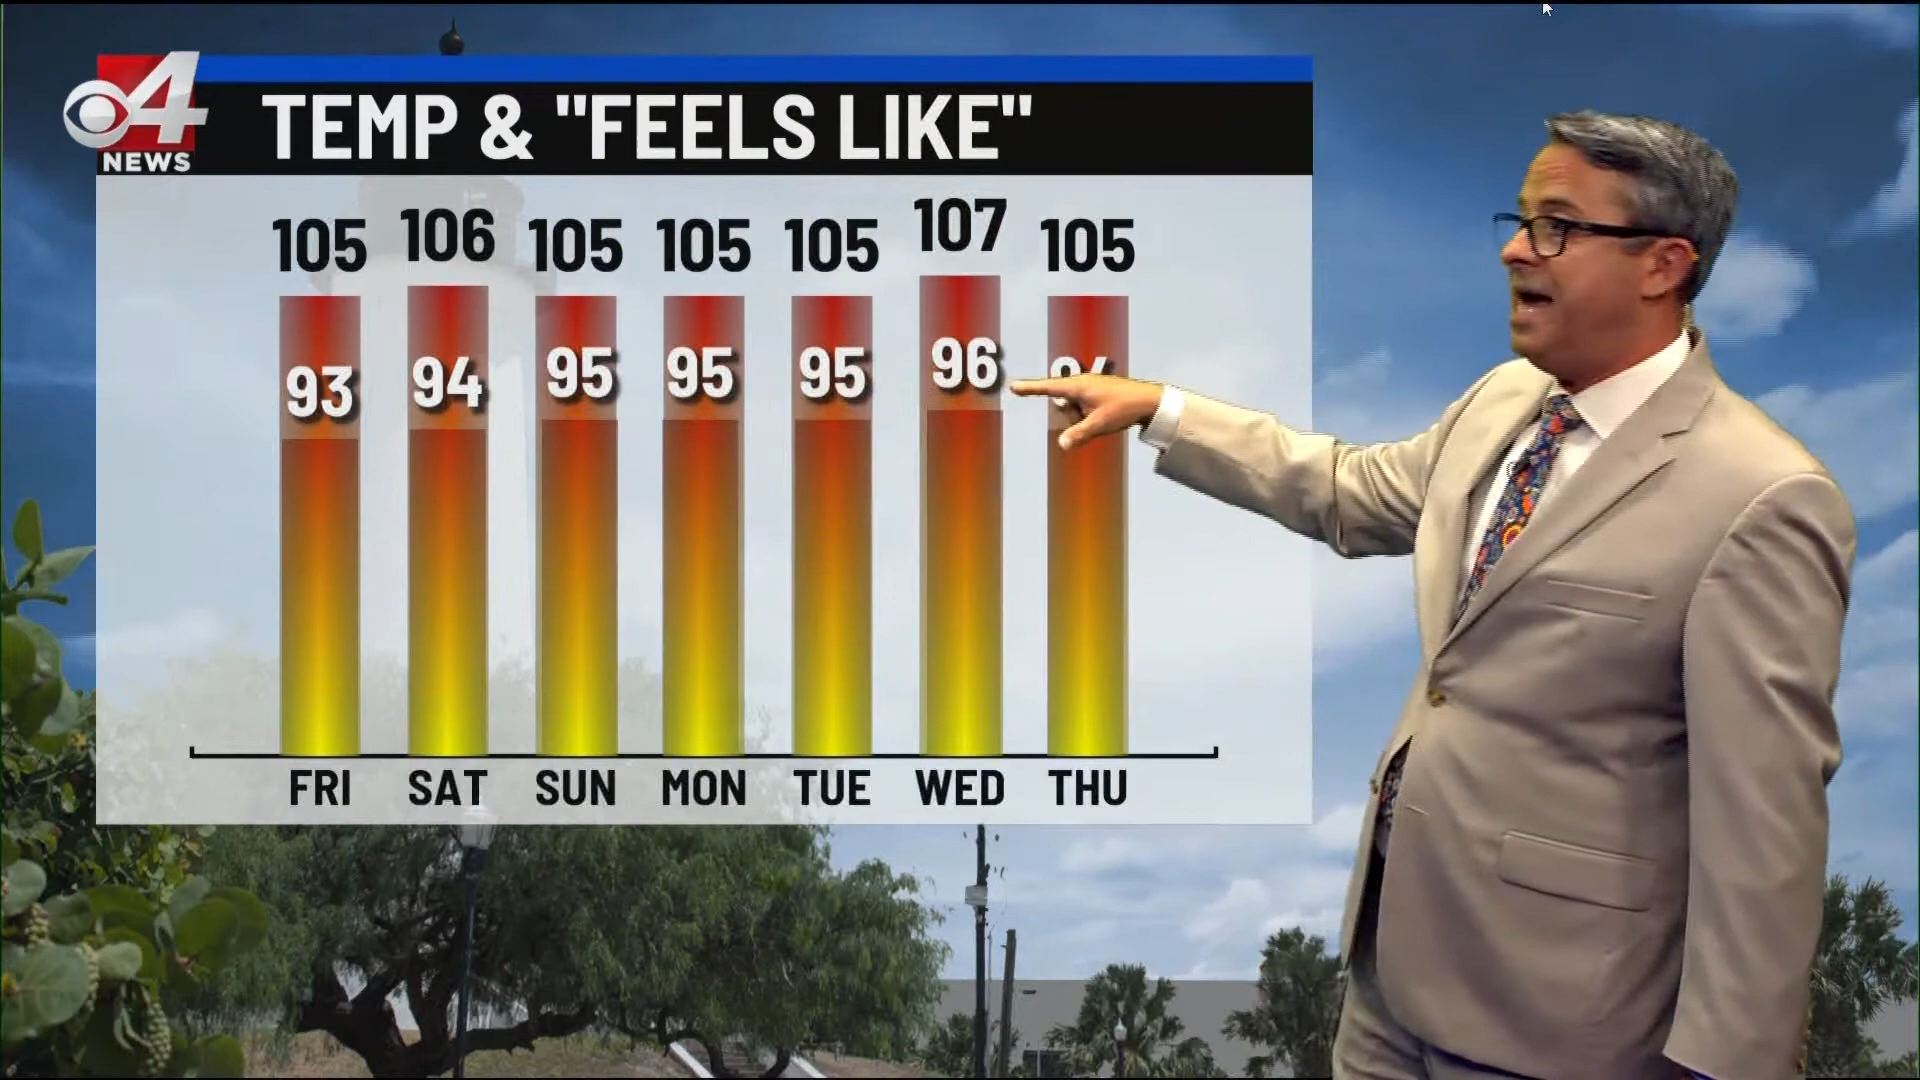 4
NEWS
TEMP & "FEELS LIKE"
105 106 105 105 105 107 105
93 94 95 95 95 96
FRI SAT SUN MON TUE WED THU